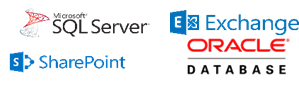 Microsoft
SQL Server
Exchange
SharePoint
ORACLE
DATABASE